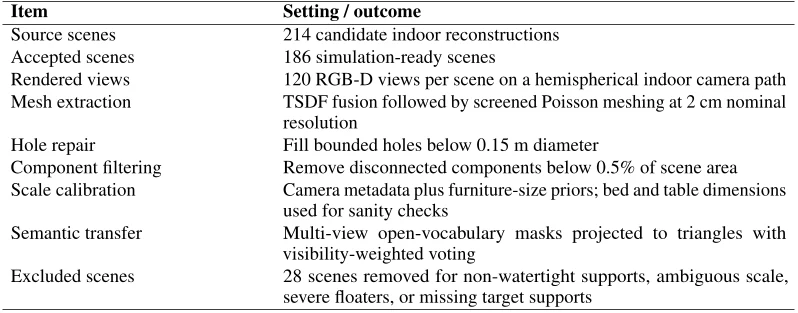 Item Setting / outcome
Source scenes 214 candidate indoor reconstructions
Accepted scenes 186 simulation-ready scenes
Rendered views 120 RGB-D views per scene on a hemispherical indoor camera path
Mesh extraction TSDF fusion followed by screened Poisson meshing at 2 cm nominal
resolution
Hole repair Fill bounded holes below 0.15 m diameter
Component filtering Remove disconnected components below 0.5% of scene area
Scale calibration Camera metadata plus furniture-size priors; bed and table dimensions
used for sanity checks
Semantic transfer Multi-view open-vocabulary masks projected to triangles with
visibility-weighted voting
Excluded scenes 28 scenes removed for non-watertight supports, ambiguous scale,
severe floaters, or missing target supports